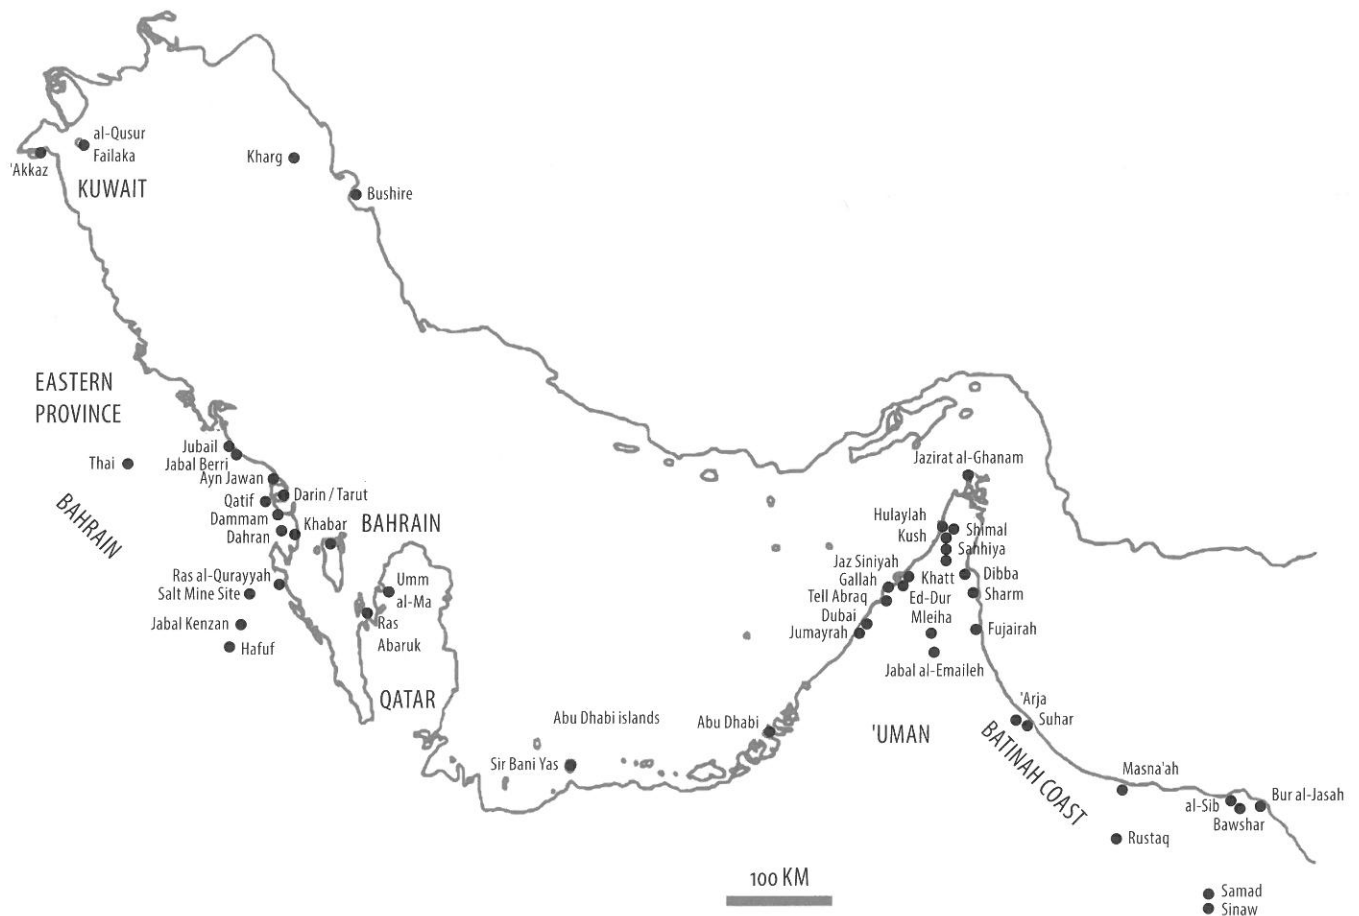 al-Qusur
Failaka
'Akkaz
KUWAIT
Kharg
Bushire
EASTERN
PROVINCE
Thai
Jubail
Jabal Berri
Ayn Jawan
Qatif
Darin / Tarut
Dammam
Dahran
Khabar
BAHRAIN
BAHRAIN
Ras al-Qurayyah
Salt Mine Site
Jabal Kenzan
Hafuf
Umm
al-Ma
Ras
Abaruk
QATAR
Abu Dhabi islands
Sir Bani Yas
Abu Dhabi
Jazirat al-Ghanam
Hulaylah
Kush
Shimal
Sanhiya
Jaz Siniyah
Gallah
Tell Abraq
Dubai
Jumayrah
Khatt
Ed-Dur
Mleiha
Jabal al-Emaileh
Dibba
Sharm
Fujairah
'UMAN
'Arja
Suhar
BATINAH COAST
Masna'ah
al-Sib
Bawshar
Bur al-Jasah
Rustaq
100 KM
Samad
Sinaw